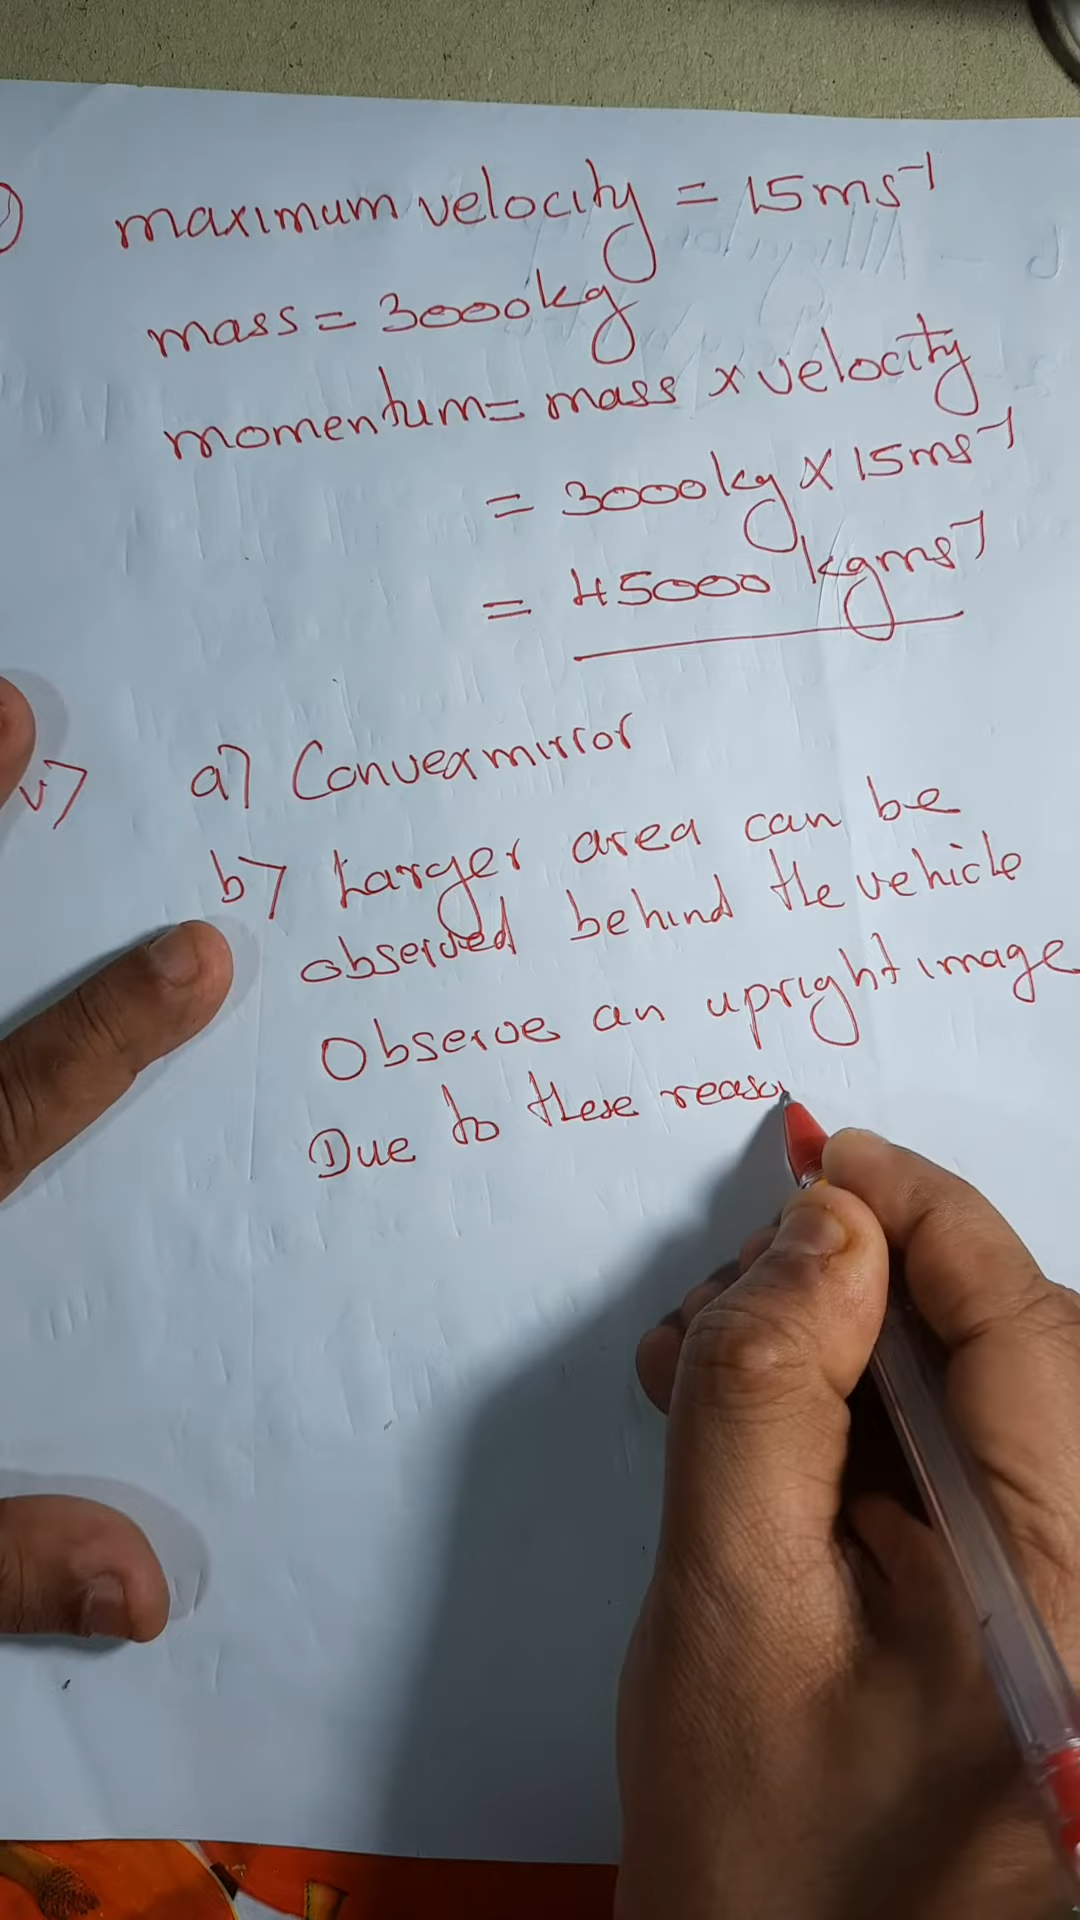 maximum velocity = 15ms⁻¹
mass = 3000kg
momentum = mass x velocity
= 3000kg x 15ms⁻¹
= 45000 kgms⁻¹
v) a) Convex mirror
b) Larger area can be
observed behind the vehicle
Observe an upright image
Due to these reaso